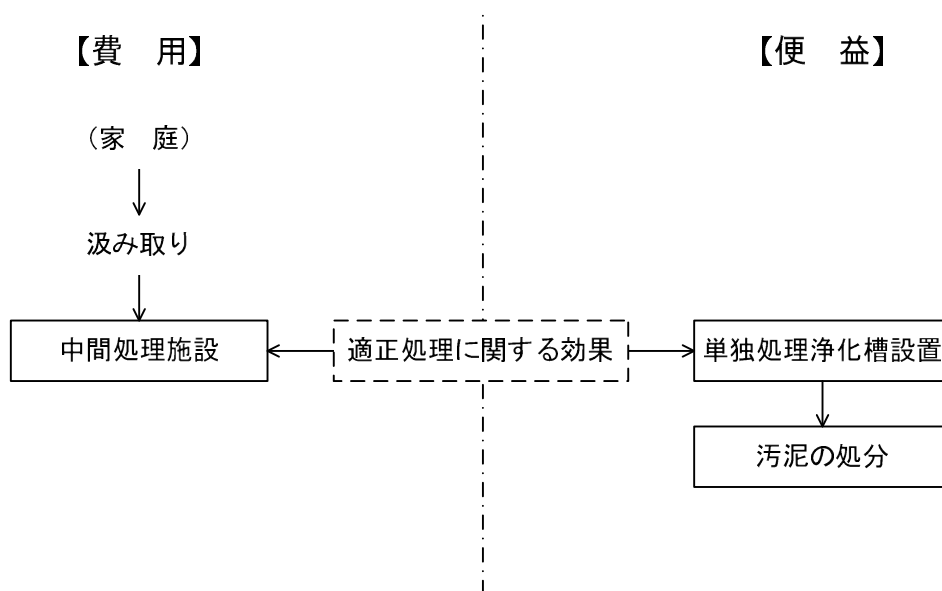 【費　用】
【便　益】
（家　庭）
汲み取り
中間処理施設
適正処理に関する効果
単独処理浄化槽設置
汚泥の処分